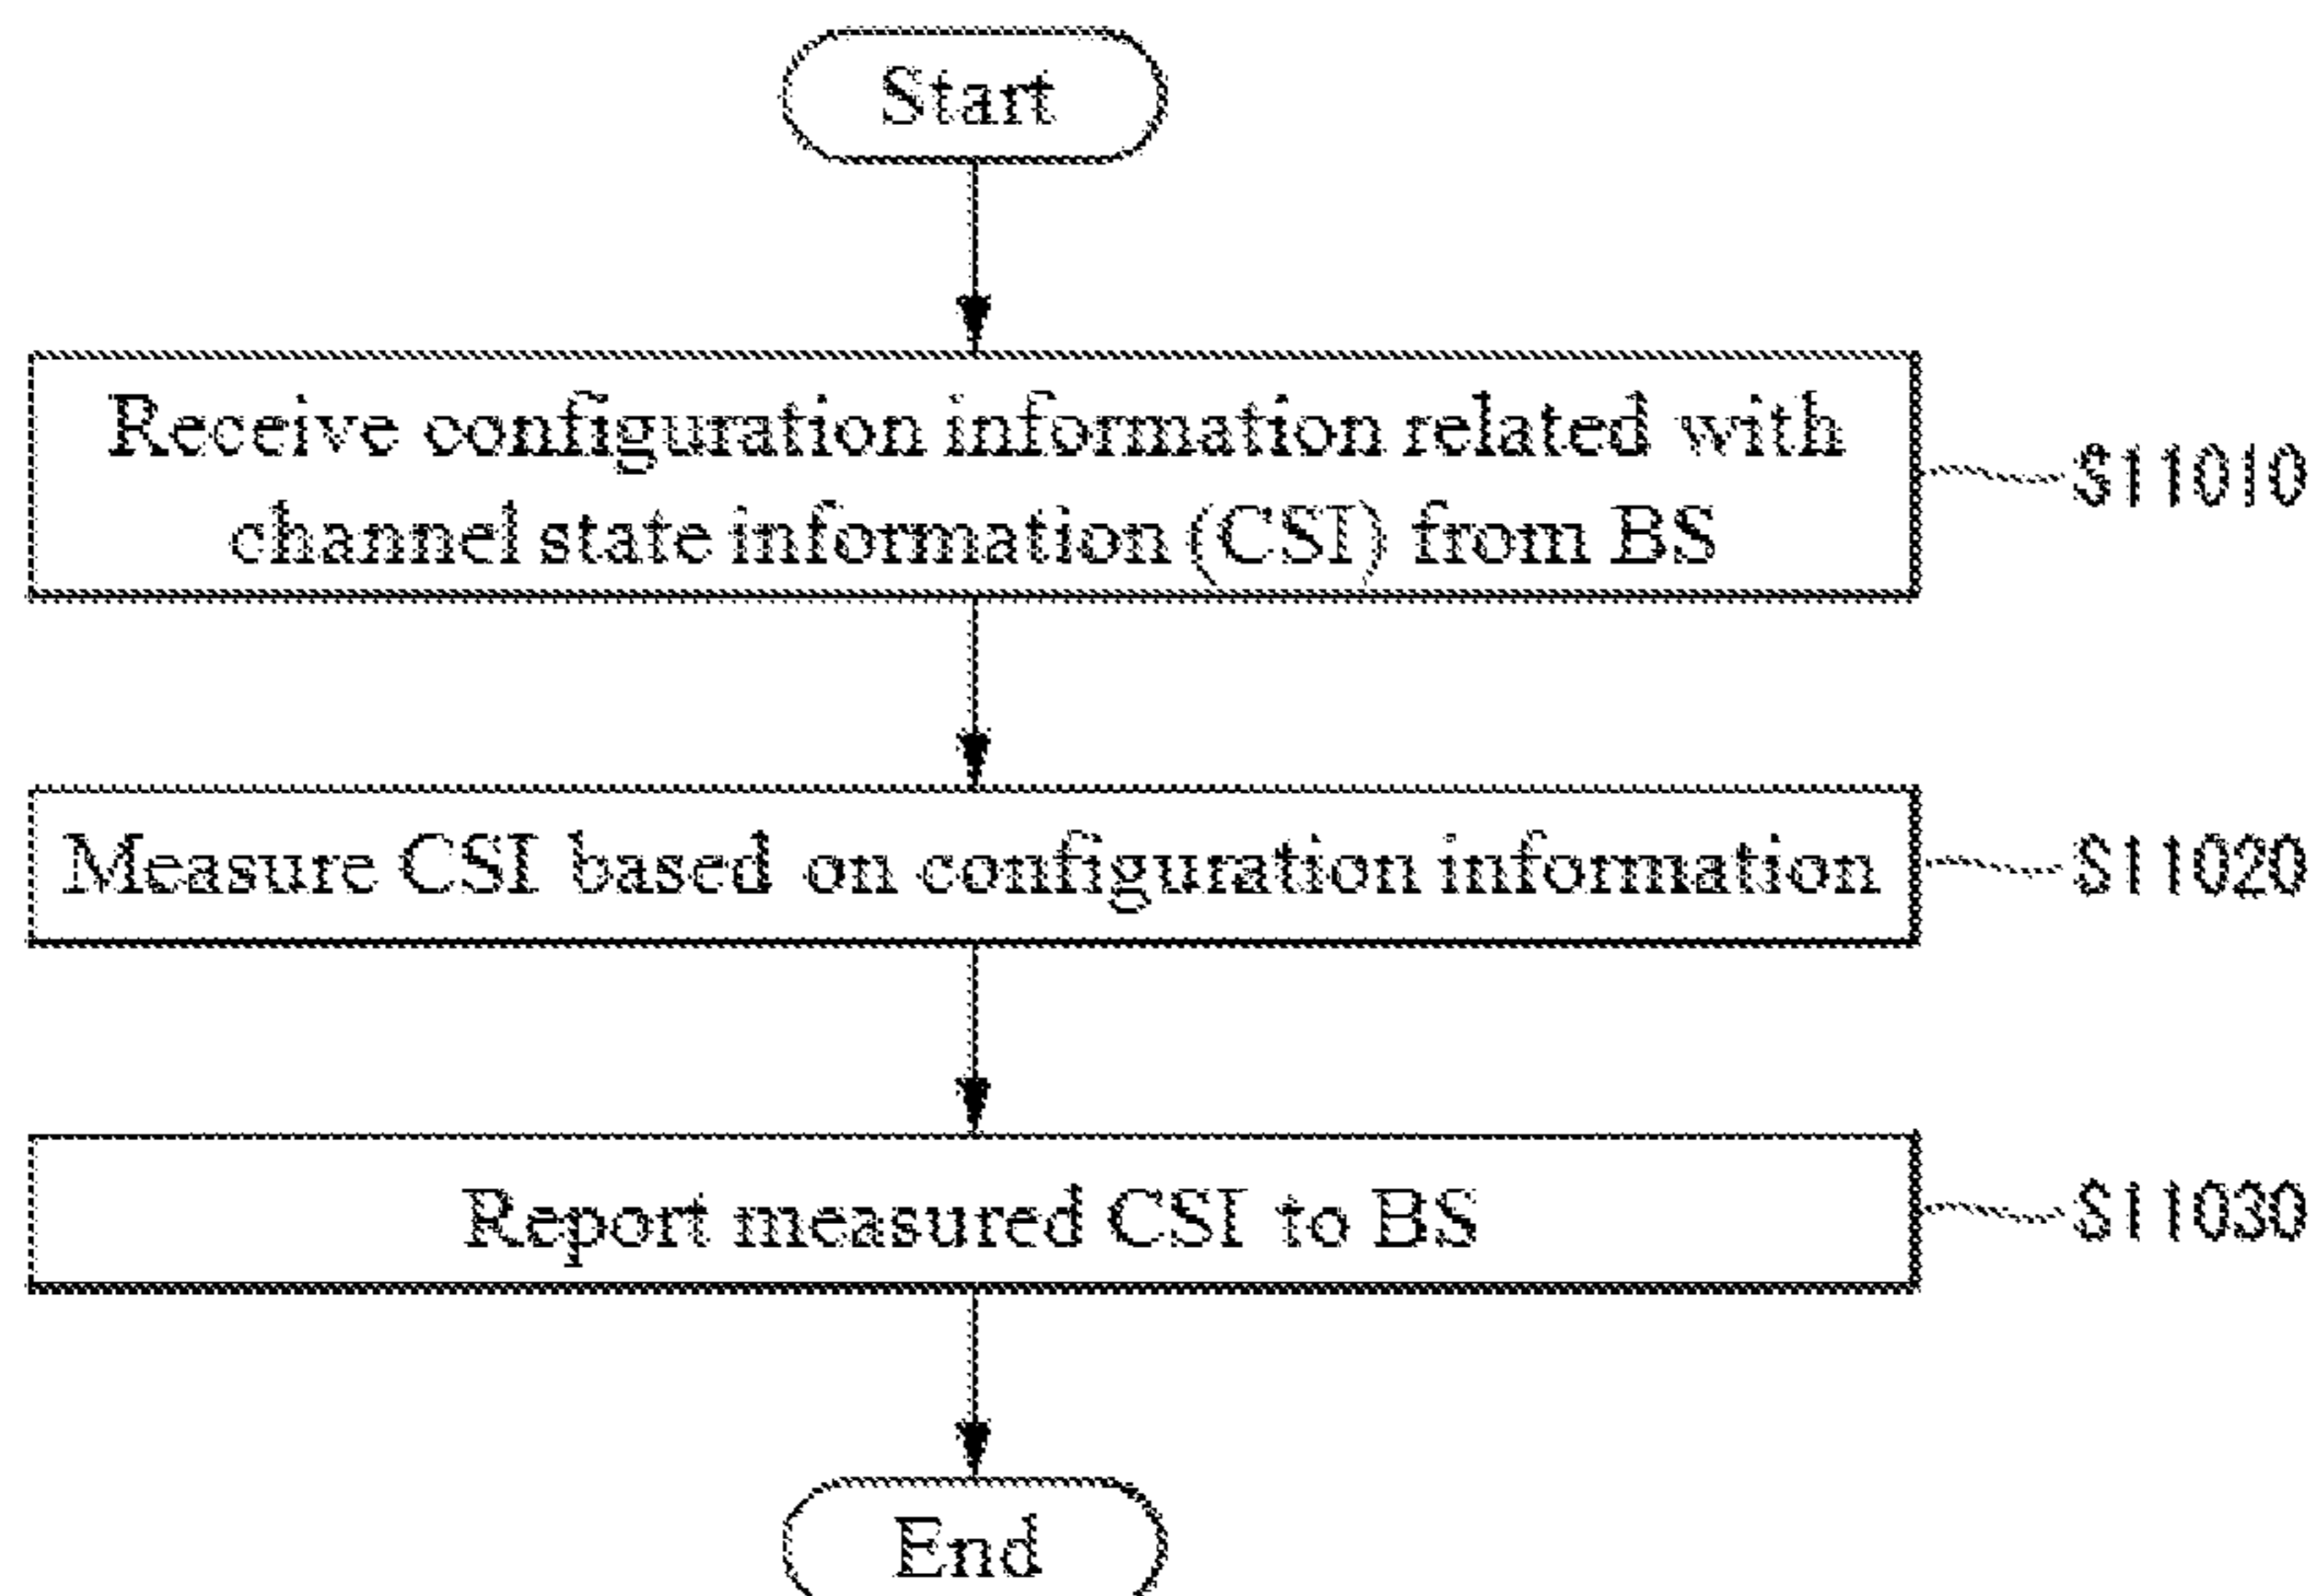 Start
Receive configuration information related with
channel state information (CSI) from BS
S11010
Measure CSI based on configuration information
S11020
Report measured CSI to BS
S11030
End